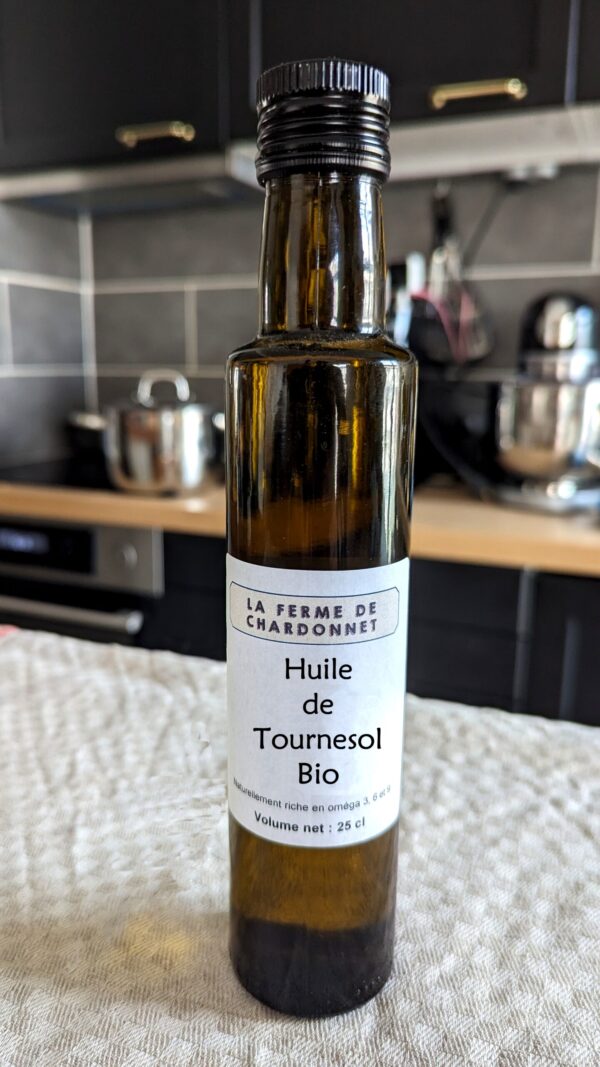 LA FERME DE
CHARDONNET
Huile
de
Tournesol
Bio
Naturellement riche en oméga 3, 6 et 9
Volume net : 25 cl